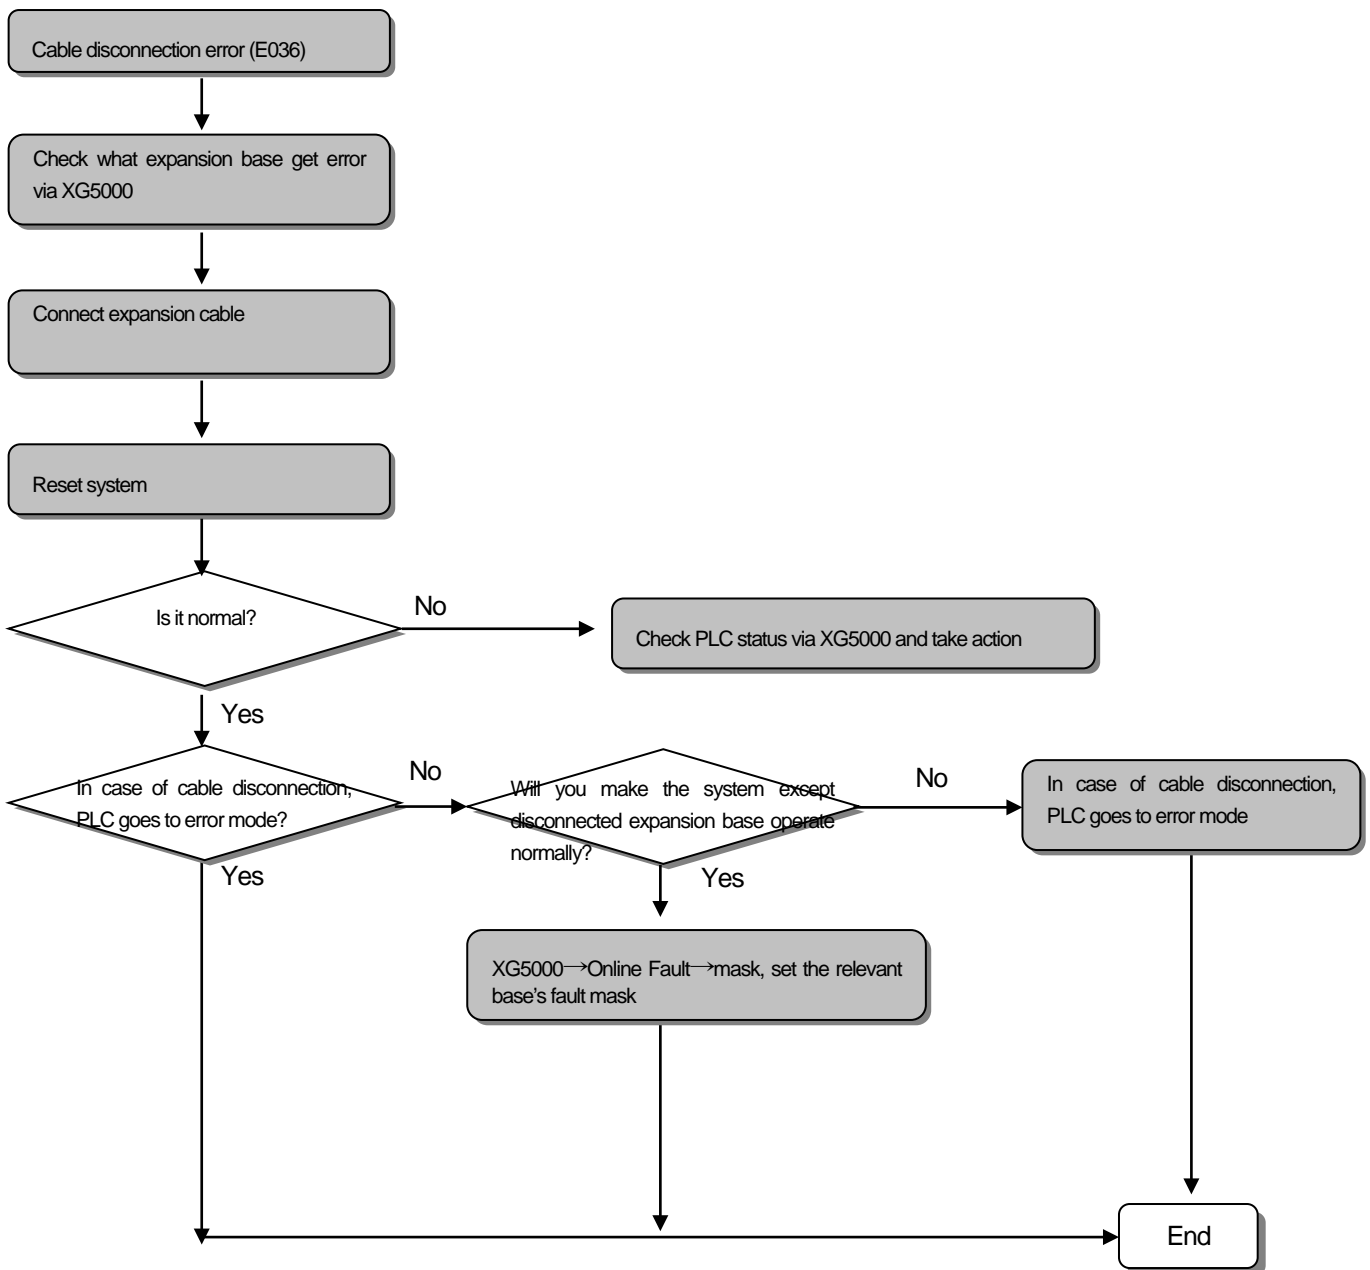 Cable disconnection error (E036)
Check what expansion base get error
via XG5000
Connect expansion cable
Reset system
Is it normal?
No
Check PLC status via XG5000 and take action
Yes
In case of cable disconnection,
PLC goes to error mode?
No
Will you make the system except
disconnected expansion base operate
normally?
No
In case of cable disconnection,
PLC goes to error mode
Yes
Yes
XG5000→Online Fault→mask, set the relevant
base's fault mask
End